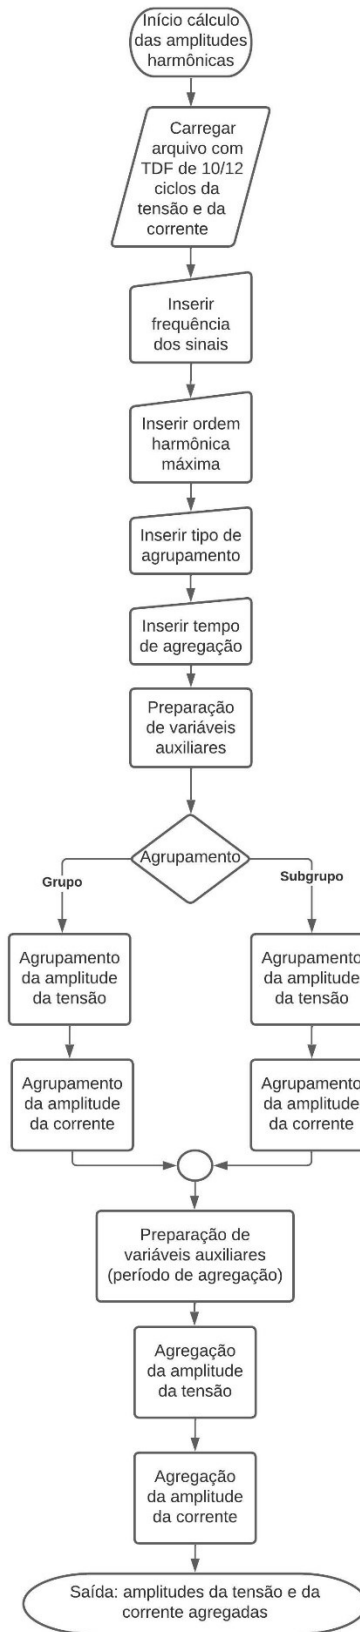 Início cálculo
das amplitudes
harmônicas
Carregar
arquivo com
TDF de 10/12
ciclos da
tensão e da
corrente
Inserir
frequência
dos sinais
Inserir ordem
harmônica
máxima
Inserir tipo de
agrupamento
Inserir tempo
de agregação
Preparação
de variáveis
auxiliares
Agrupamento
Grupo
Subgrupo
Agrupamento
da amplitude
da tensão
Agrupamento
da amplitude
da tensão
Agrupamento
da amplitude
da corrente
Agrupamento
da amplitude
da corrente
Preparação de
variáveis auxiliares
(período de agregação)
Agregação
da amplitude
da tensão
Agregação
da amplitude
da corrente
Saída: amplitudes da tensão e da
corrente agregadas